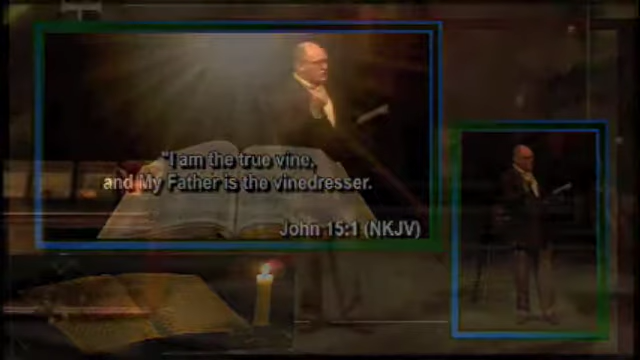 "I am the true vine,
and My Father is the vinedresser.
John 15:1 (NKJV)